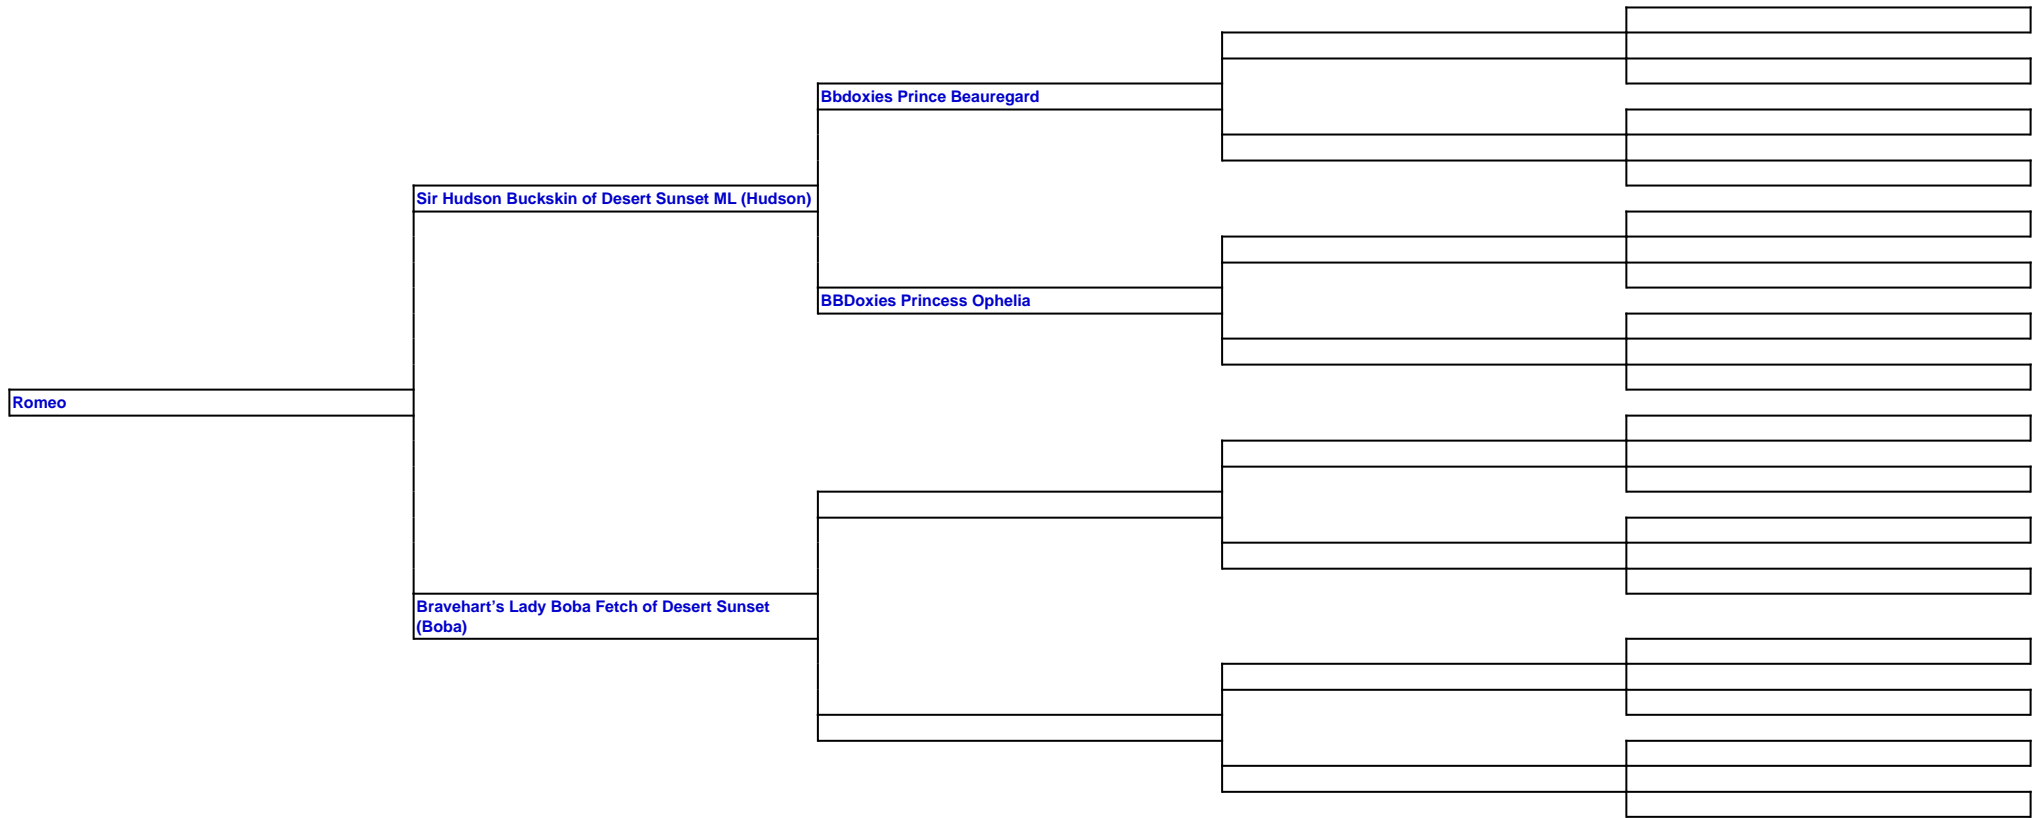 Bbdoxies Prince Beauregard
Sir Hudson Buckskin of Desert Sunset ML (Hudson)
BBDoxies Princess Ophelia
Romeo
Bravehart’s Lady Boba Fetch of Desert Sunset
(Boba)